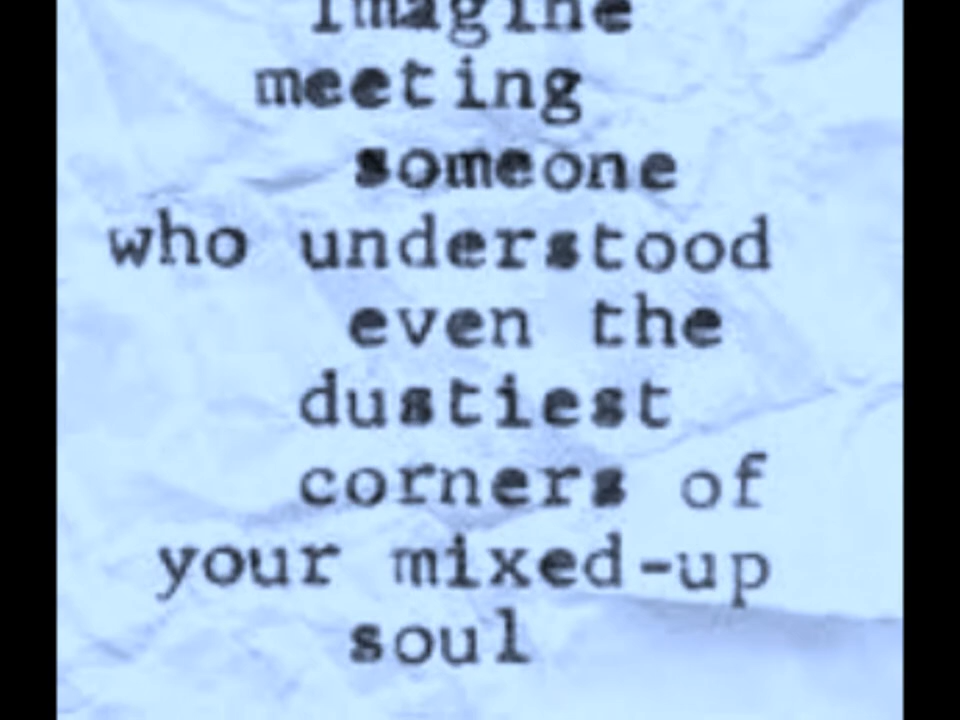 Imagine
meeting
someone
who understood
even the
dustiest
corners of
your mixed-up
soul